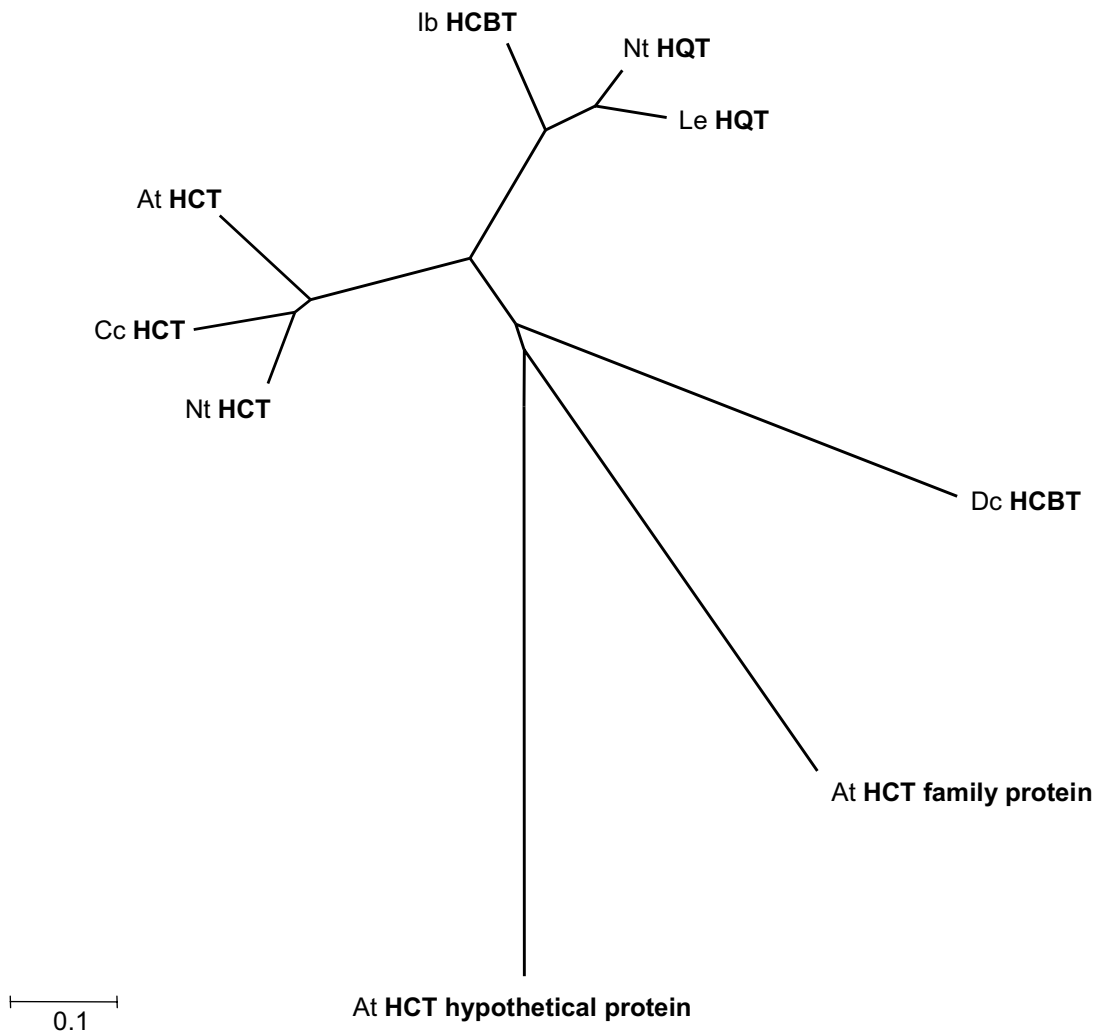 Ib HCBT
Nt HQT
Le HQT
At HCT
Cc HCT
Nt HCT
Dc HCBT
At HCT family protein
At HCT hypothetical protein
0.1